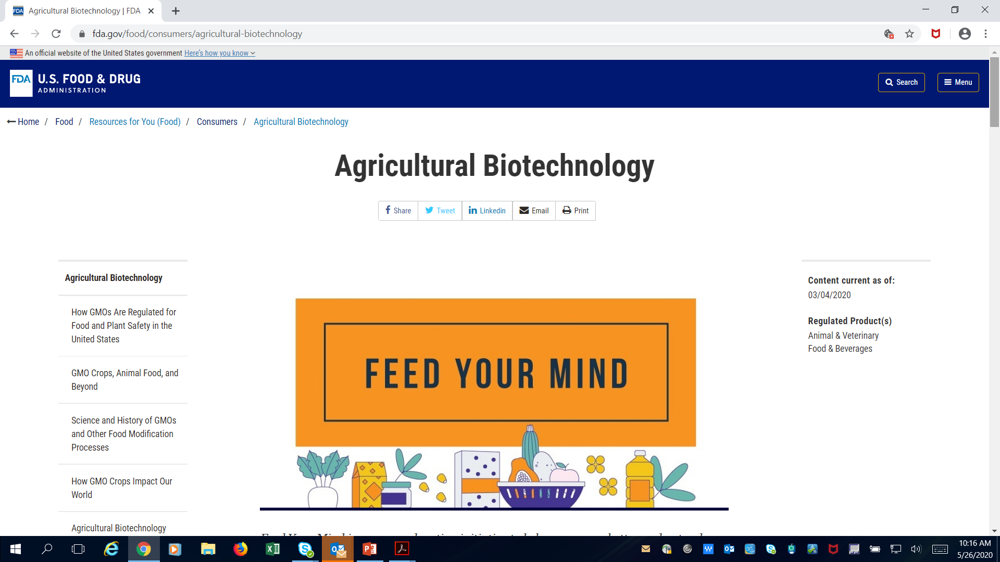 Agricultural Biotechnology | FDA
fda.gov/food/consumers/agricultural-biotechnology
An official website of the United States government Here's how you know
FDA U.S. FOOD & DRUG
ADMINISTRATION
Search
Menu
Home / Food / Resources for You (Food) / Consumers / Agricultural Biotechnology
Agricultural Biotechnology
Share Tweet Linkedin Email Print
Agricultural Biotechnology
How GMOs Are Regulated for
Food and Plant Safety in the
United States
GMO Crops, Animal Food, and
Beyond
Science and History of GMOs
and Other Food Modification
Processes
How GMO Crops Impact Our
World
Agricultural Biotechnology
FEED YOUR MIND
Content current as of:
03/04/2020
Regulated Product(s)
Animal & Veterinary
Food & Beverages
10:16 AM
5/26/2020